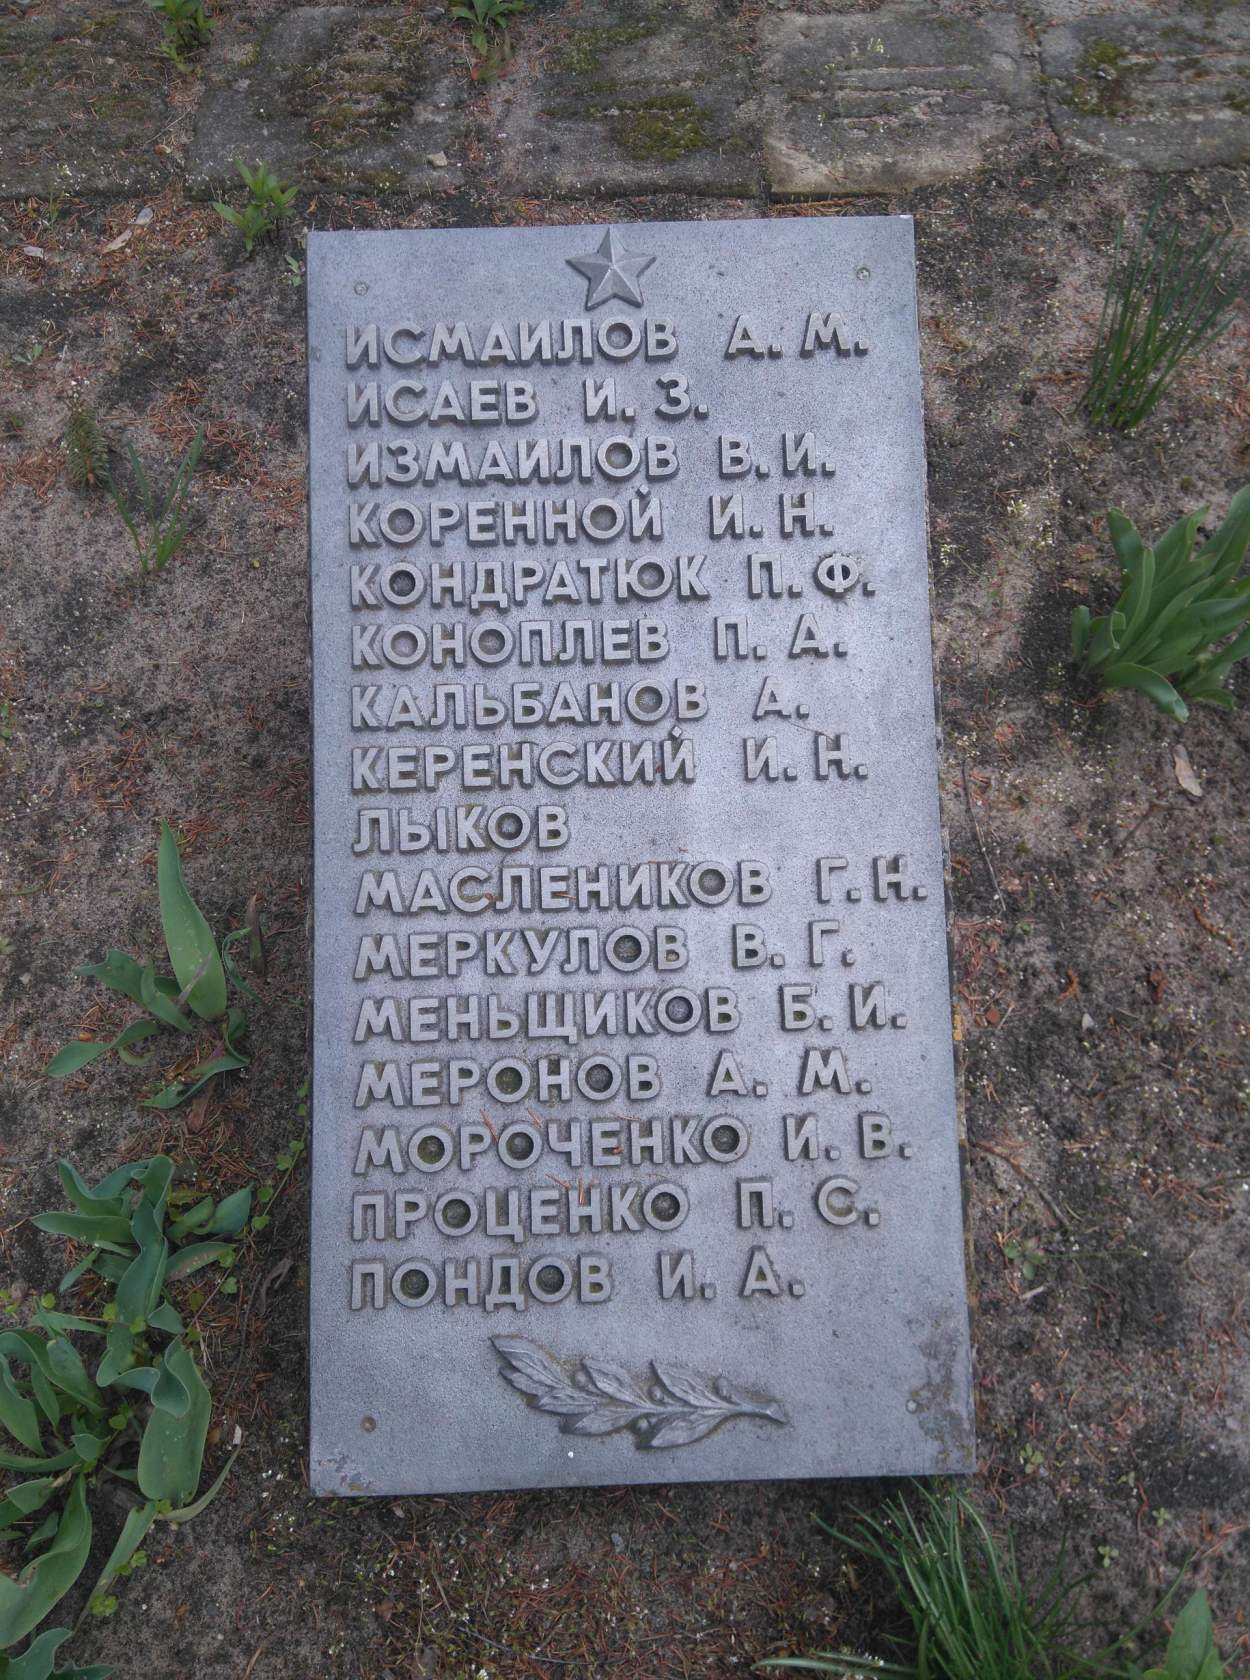 ИСМАИЛОВ А. М.
ИСАЕВ И. З.
ИЗМАИЛОВ В. И.
КОРЕННОЙ И. Н.
КОНДРАТЮК П. Ф.
КОНОПЛЕВ П. А.
КАЛЬБАНОВ А.
КЕРЕНСКИЙ И. Н.
ЛЫКОВ
МАСЛЕНИКОВ Г. Н.
МЕРКУЛОВ В. Г.
МЕНЬЩИКОВ Б. И.
МЕРОНОВ А. М.
МОРОЧЕНКО И. В.
ПРОЦЕНКО П. С.
ПОНДОВ И. А.